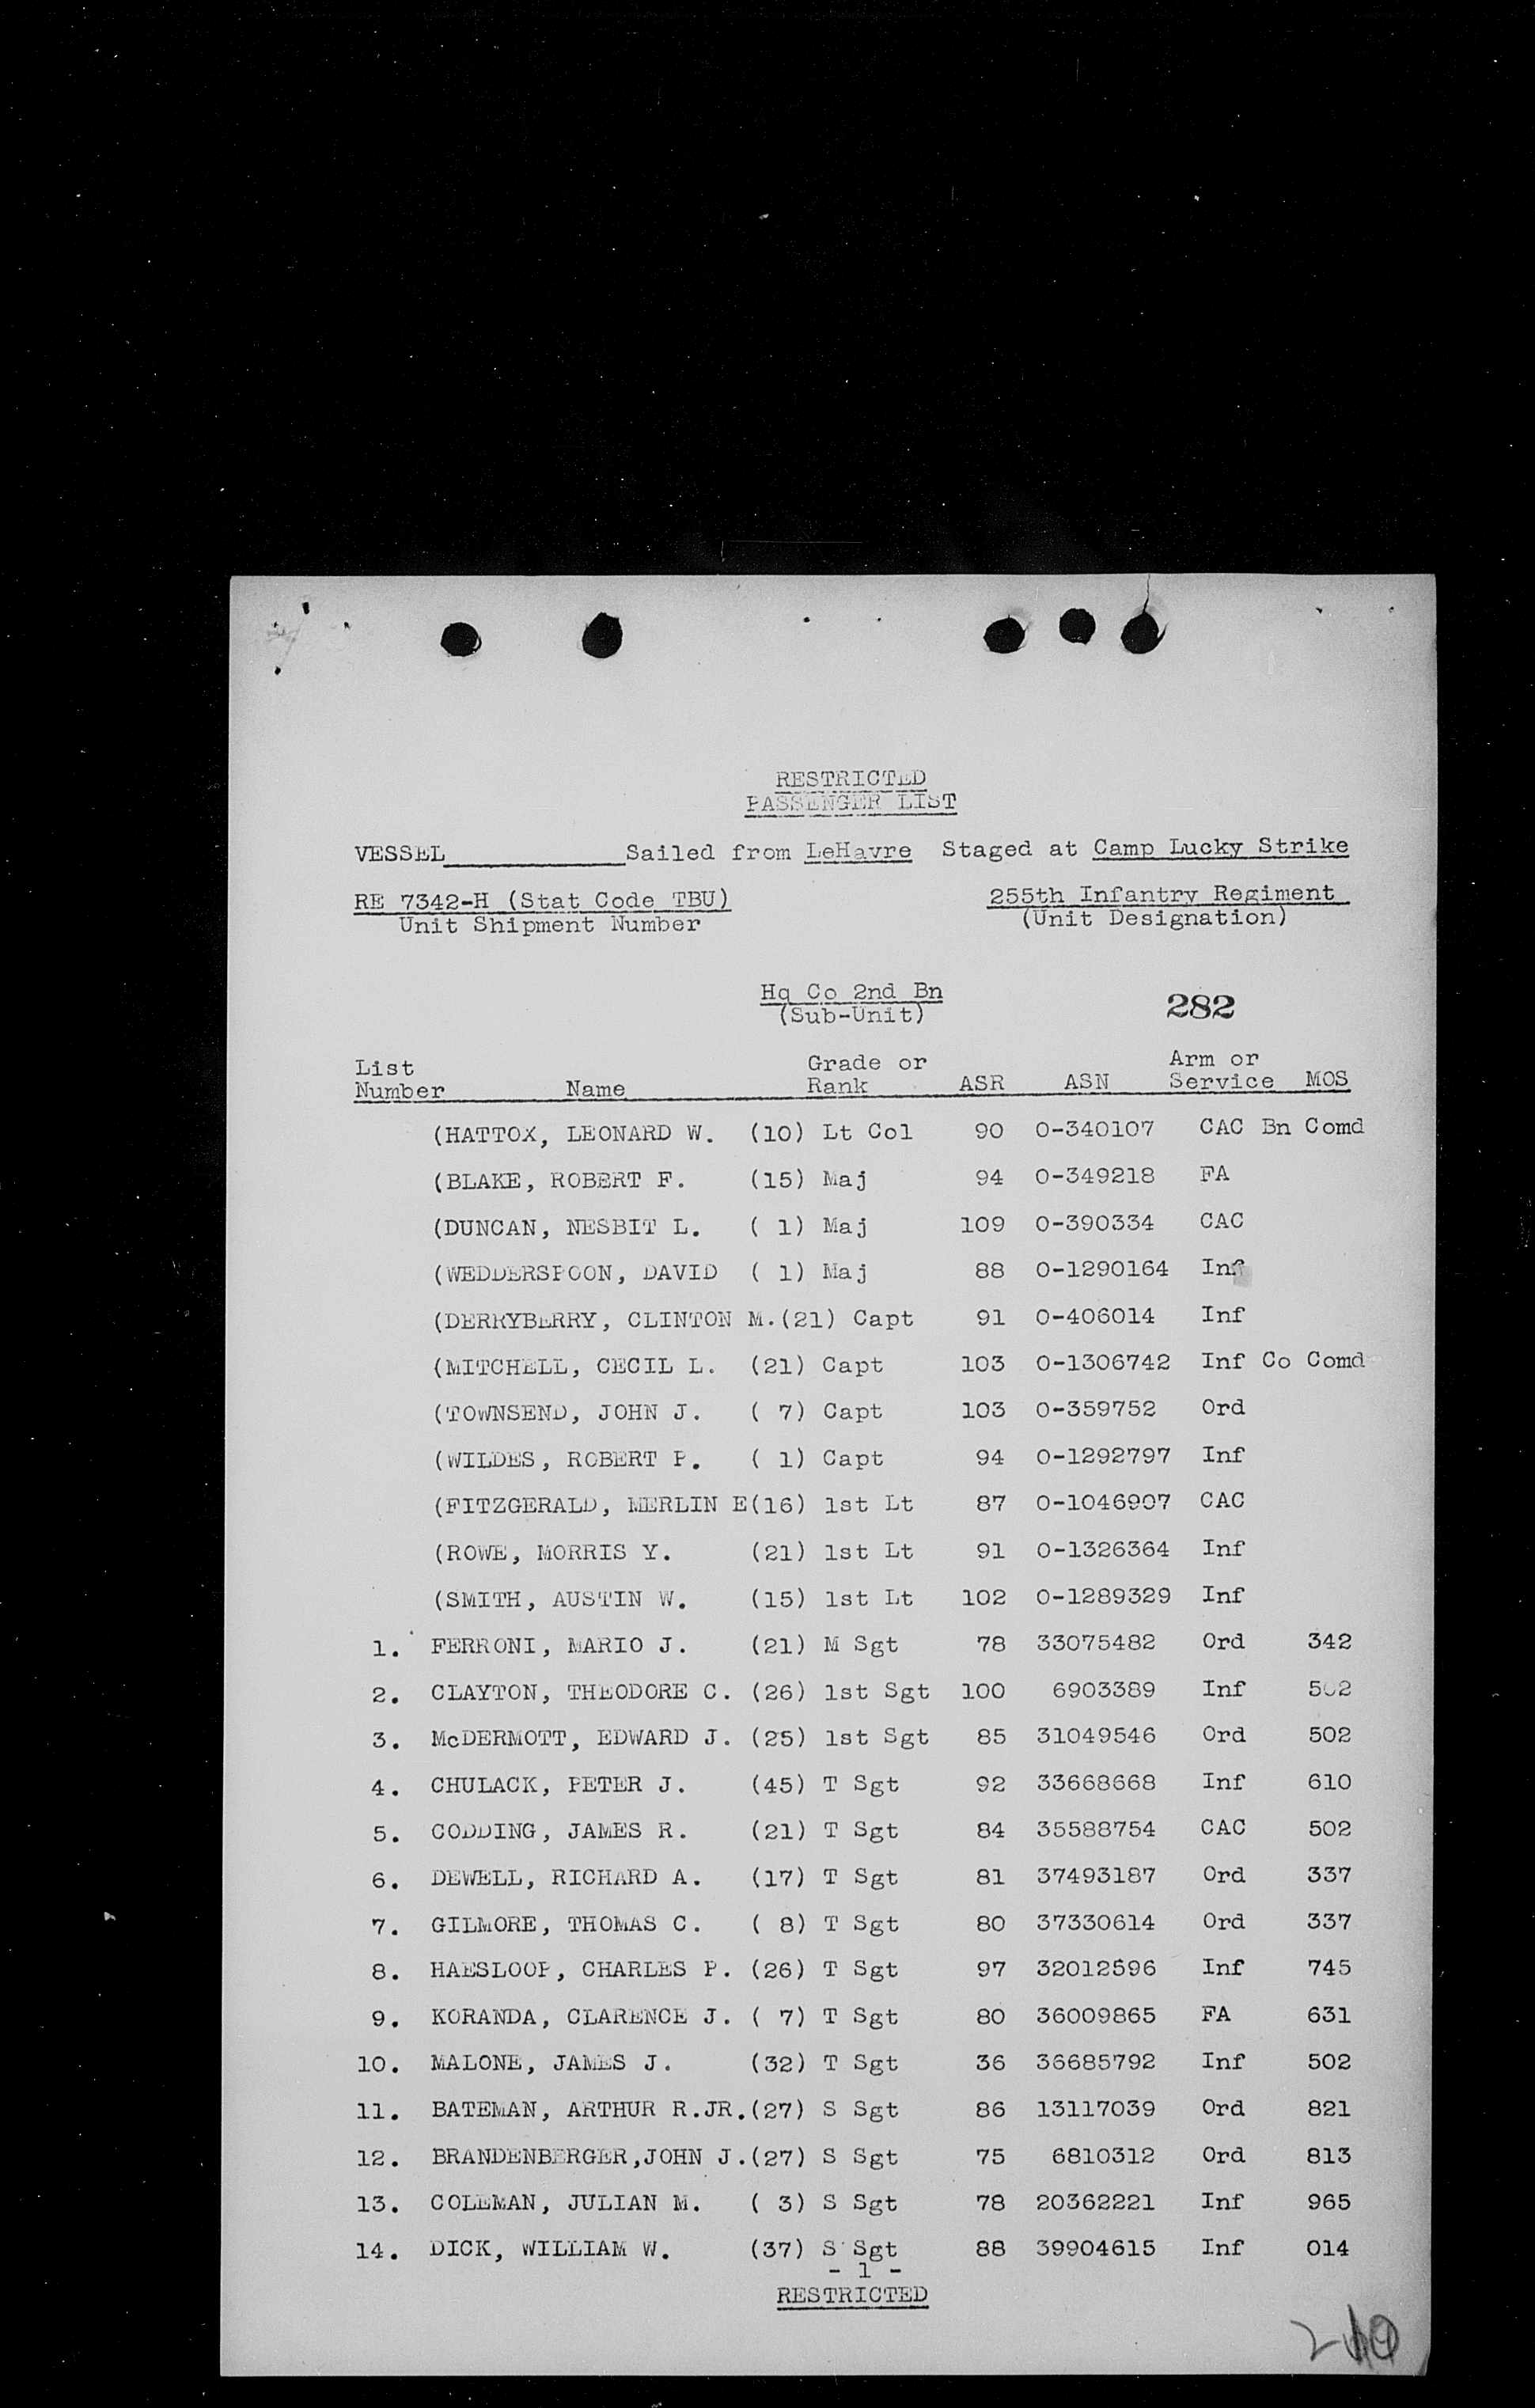 RESTRICTED
PASSENGER LIST
VESSEL____________Sailed from LeHavre Staged at Camp Lucky Strike
RE 7342-H (Stat Code TBU) 255th Infantry Regiment
Unit Shipment Number (Unit Designation)
Hq Co 2nd Bn
(Sub-Unit) 282
List Grade or Arm or
Number Name Rank ASR ASN Service MOS
(HATTOX, LEONARD W. (10) Lt Col 90 O-340107 CAC Bn Comd
(BLAKE, ROBERT F. (15) Maj 94 O-349218 FA
(DUNCAN, NESBIT L. ( 1) Maj 109 O-390334 CAC
(WEDDERSPOON, DAVID ( 1) Maj 88 O-1290164 Inf
(DERRYBERRY, CLINTON M.(21) Capt 91 O-406014 Inf
(MITCHELL, CECIL L. (21) Capt 103 O-1306742 Inf Co Comd
(TOWNSEND, JOHN J. ( 7) Capt 103 O-359752 Ord
(WILDES, ROBERT P. ( 1) Capt 94 O-1292797 Inf
(FITZGERALD, MERLIN E(16) 1st Lt 87 O-1046907 CAC
(ROWE, MORRIS Y. (21) 1st Lt 91 O-1326364 Inf
(SMITH, AUSTIN W. (15) 1st Lt 102 O-1289329 Inf
1. FERRONI, MARIO J. (21) M Sgt 78 33075482 Ord 342
2. CLAYTON, THEODORE C. (26) 1st Sgt 100 6903389 Inf 502
3. McDERMOTT, EDWARD J. (25) 1st Sgt 85 31049546 Ord 502
4. CHULACK, PETER J. (45) T Sgt 92 33668668 Inf 610
5. CODDING, JAMES R. (21) T Sgt 84 35588754 CAC 502
6. DEWELL, RICHARD A. (17) T Sgt 81 37493187 Ord 337
7. GILMORE, THOMAS C. ( 8) T Sgt 80 37330614 Ord 337
8. HAESLOOP, CHARLES P. (26) T Sgt 97 32012596 Inf 745
9. KORANDA, CLARENCE J. ( 7) T Sgt 80 36009865 FA 631
10. MALONE, JAMES J. (32) T Sgt 36 36685792 Inf 502
11. BATEMAN, ARTHUR R.JR.(27) S Sgt 86 13117039 Ord 821
12. BRANDENBERGER,JOHN J.(27) S Sgt 75 6810312 Ord 813
13. COLEMAN, JULIAN M. ( 3) S Sgt 78 20362221 Inf 965
14. DICK, WILLIAM W. (37) S Sgt 88 39904615 Inf 014
- 1 -
RESTRICTED